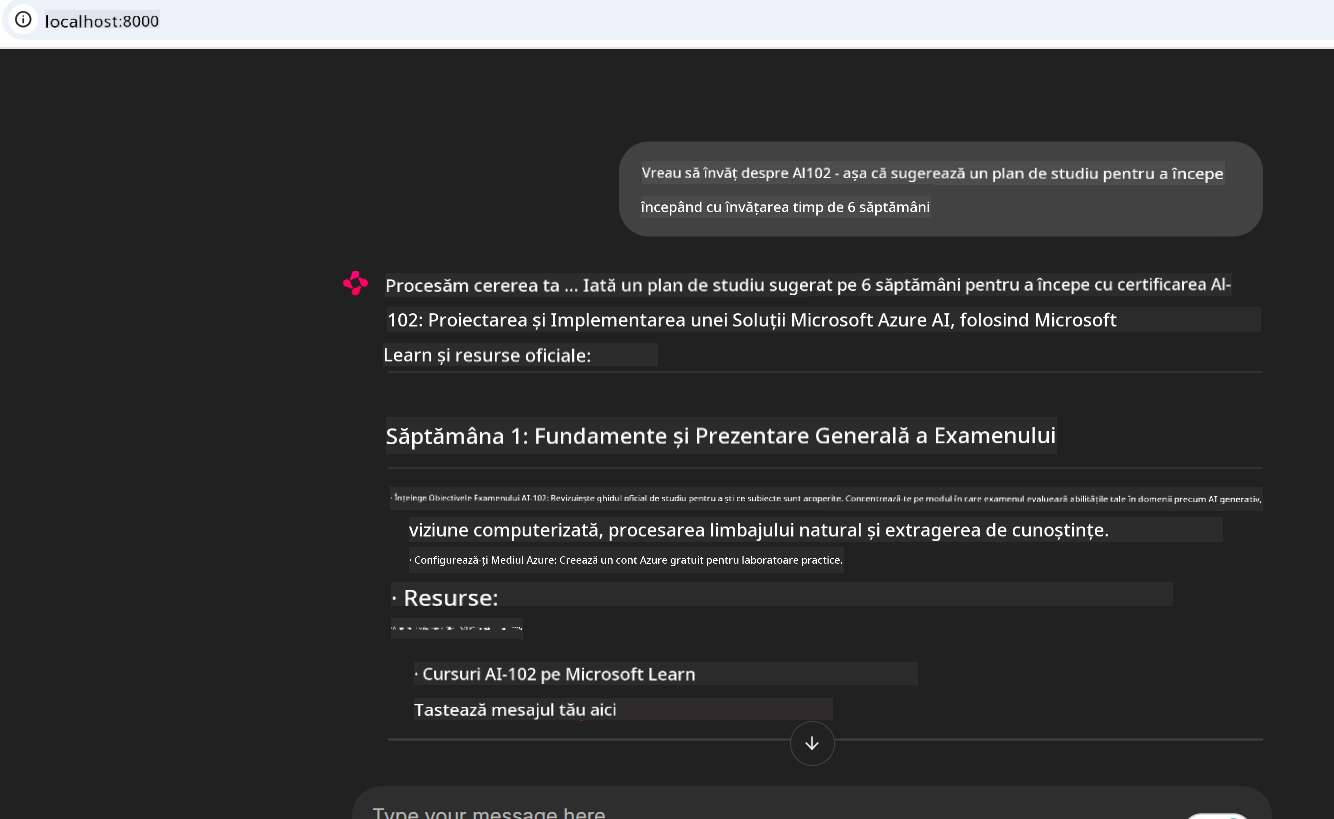 localhost:8000
Vreau să învăț despre AI102 - așa că sugerează un plan de studiu pentru a începe
începând cu învățarea timp de 6 săptămâni
Procesăm cererea ta ... Iată un plan de studiu sugerat pe 6 săptămâni pentru a începe cu certificarea AI-
102: Proiectarea și Implementarea unei Soluții Microsoft Azure AI, folosind Microsoft
Learn și resurse oficiale:
Săptămâna 1: Fundamente și Prezentare Generală a Examenului
· Înțelege Obiectivele Examenului AI-102: Revizuiește ghidul oficial de studiu pentru a ști ce subiecte sunt acoperite. Concentrează-te pe modul în care examenul evaluează abilitățile tale în domenii precum AI generativ,
viziune computerizată, procesarea limbajului natural și extragerea de cunoștințe.
· Configurează-ți Mediul Azure: Creează un cont Azure gratuit pentru laboratoare practice.
· Resurse:
· Cursuri AI-102 pe Microsoft Learn
Tastează mesajul tău aici
Type your message here